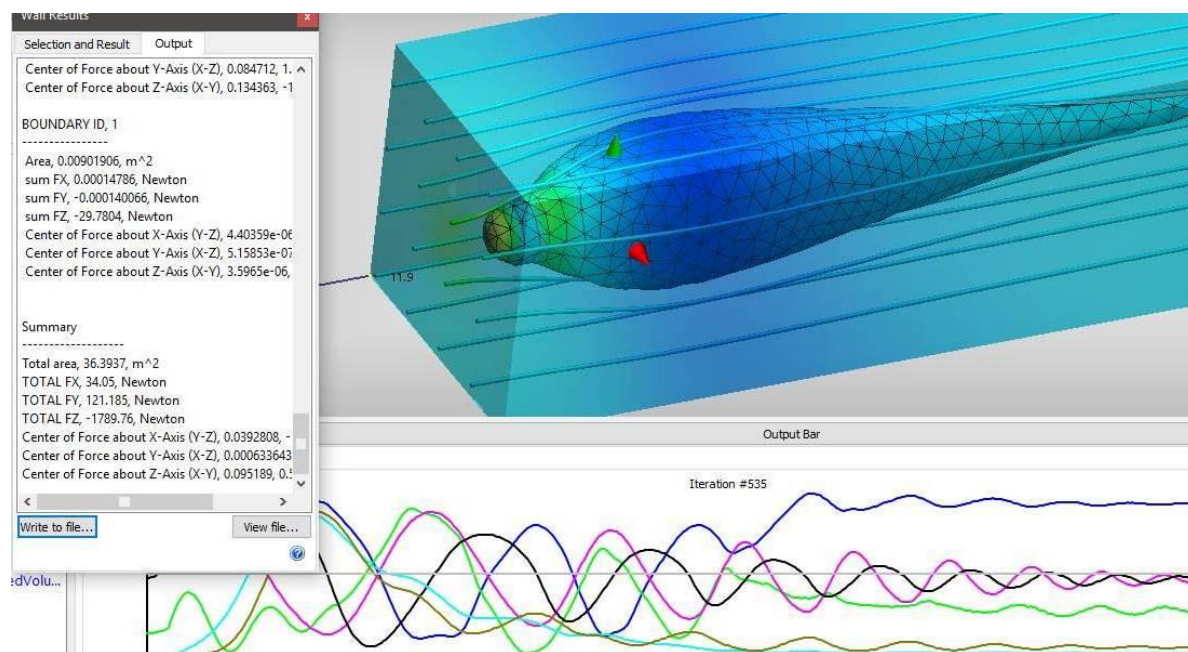 Wall Results
x
Selection and Result
Output
Center of Force about Y-Axis (X-Z), 0.084712, 1.
Center of Force about Z-Axis (X-Y), 0.134363, -1
BOUNDARY ID, 1
----------------
Area, 0.00901906, m^2
sum FX, 0.00014786, Newton
sum FY, -0.000140066, Newton
sum FZ, -29.7804, Newton
Center of Force about X-Axis (Y-Z), 4.40359e-06
Center of Force about Y-Axis (X-Z), 5.15853e-07
Center of Force about Z-Axis (X-Y), 3.5965e-06,
Summary
-------------------
Total area, 36.3937, m^2
TOTAL FX, 34.05, Newton
TOTAL FY, 121.185, Newton
TOTAL FZ, -1789.76, Newton
Center of Force about X-Axis (Y-Z), 0.0392808, -
Center of Force about Y-Axis (X-Z), 0.000633643
Center of Force about Z-Axis (X-Y), 0.095189, 0.5
Write to file...
View file...
?
edVolu...
11.9
Output Bar
Iteration #535